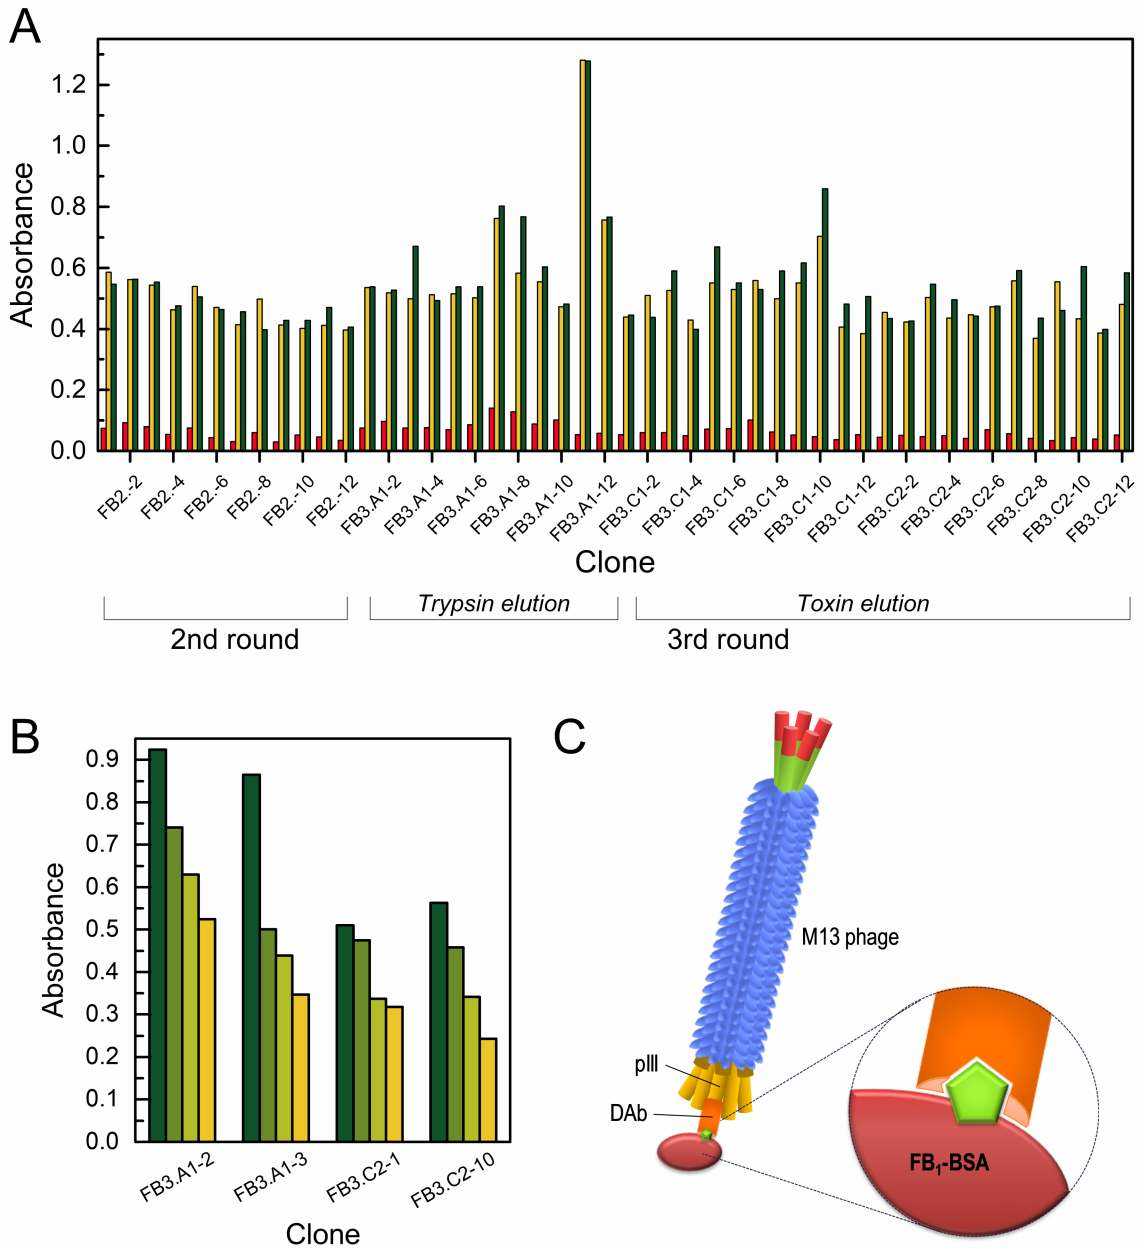 A
Absorbance
1.2
1.0
0.8
0.6
0.4
0.2
0.0
FB2.-2
FB2.-4
FB2.-6
FB2.-8
FB2.-10
FB2.-12
FB3.A1-2
FB3.A1-4
FB3.A1-6
FB3.A1-8
FB3.A1-10
FB3.A1-12
FB3.C1-2
FB3.C1-4
FB3.C1-6
FB3.C1-8
FB3.C1-10
FB3.C1-12
FB3.C2-2
FB3.C2-4
FB3.C2-6
FB3.C2-8
FB3.C2-10
FB3.C2-12
Clone
Trypsin elution
Toxin elution
2nd round
3rd round
B
Absorbance
0.9
0.8
0.7
0.6
0.5
0.4
0.3
0.2
0.1
0.0
FB3.A1-2
FB3.A1-3
FB3.C2-1
FB3.C2-10
Clone
C
M13 phage
pIII
DAb
FB₁-BSA